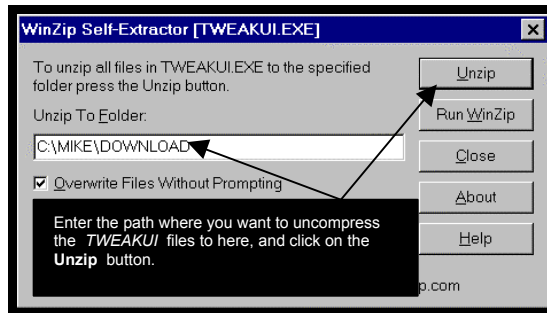 WinZip Self-Extractor [TWEAKUI.EXE]
To unzip all files in TWEAKUI.EXE to the specified
folder press the Unzip button.
Unzip To Folder:
C:\MIKE\DOWNLOAD
Overwrite Files Without Prompting
Enter the path where you want to uncompress
the TWEAKUI files to here, and click on the
Unzip button.
p.com
Unzip
Run WinZip
Close
About
Help